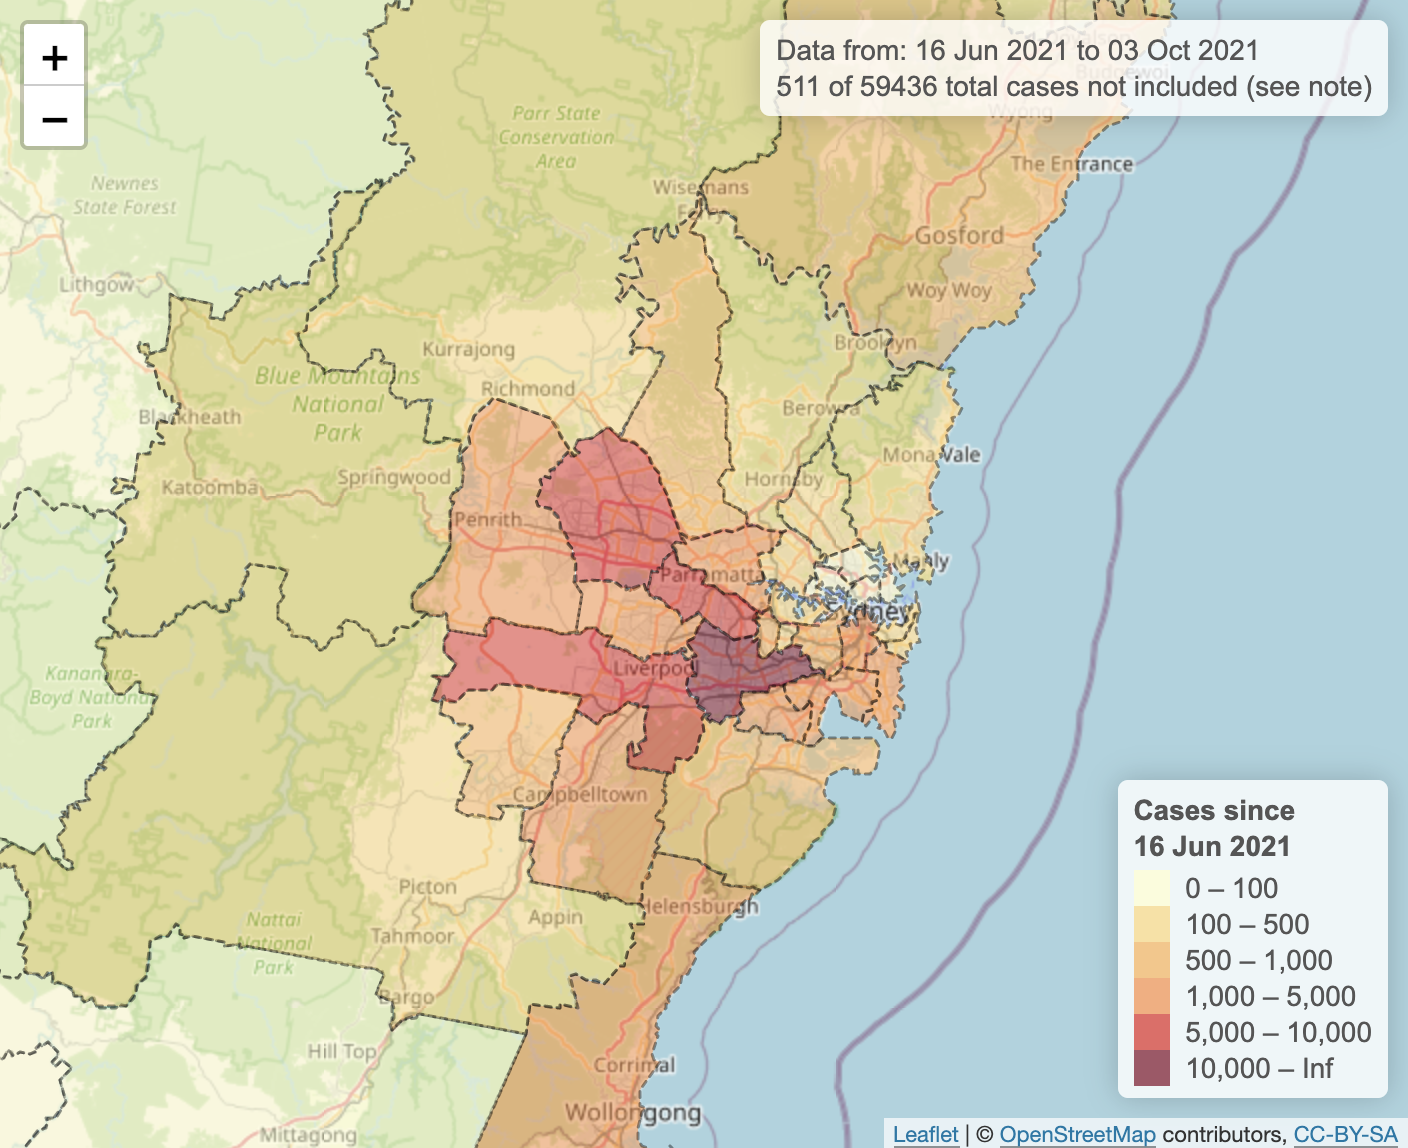 +
−
Data from: 16 Jun 2021 to 03 Oct 2021
511 of 59436 total cases not included (see note)
Budgewoi
Wyong
Parr State
Conservation
Area
The Entrance
Newnes
State Forest
Wisemans
Ferry
Gosford
Lithgow
Woy Woy
Kurrajong
Brooklyn
Blue Mountains
National
Park
Richmond
Blackheath
Berowra
Mona Vale
Springwood
Katoomba
Hornsby
Penrith
Manly
Parramatta
Sydney
Liverpool
Kanangra-
Boyd National
Park
Campbelltown
Picton
Helensburgh
Appin
Nattai
National
Park
Tahmoor
Bargo
Hill Top
Corrimal
Wollongong
Mittagong
Cases since
16 Jun 2021
0 – 100
100 – 500
500 – 1,000
1,000 – 5,000
5,000 – 10,000
10,000 – Inf
Leaflet | © OpenStreetMap contributors, CC-BY-SA